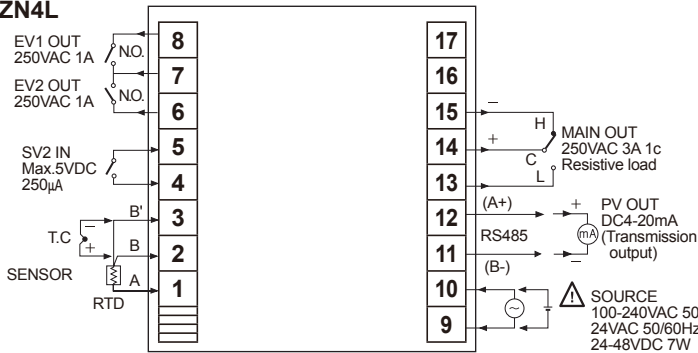 ZN4L
EV1 OUT
250VAC 1A
N.O.
EV2 OUT
250VAC 1A
N.O.
SV2 IN
Max.5VDC
250µA
T.C
−
+
B'
B
A
SENSOR
RTD
8
7
6
5
4
3
2
1
17
16
15
14
13
12
11
10
9
−
+
H
C
L
MAIN OUT
250VAC 3A 1c
Resistive load
(A+)
RS485
(B-)
+
mA
−
PV OUT
DC4-20mA
(Transmission
output)
SOURCE
100-240VAC 50
24VAC 50/60Hz
24-48VDC 7W